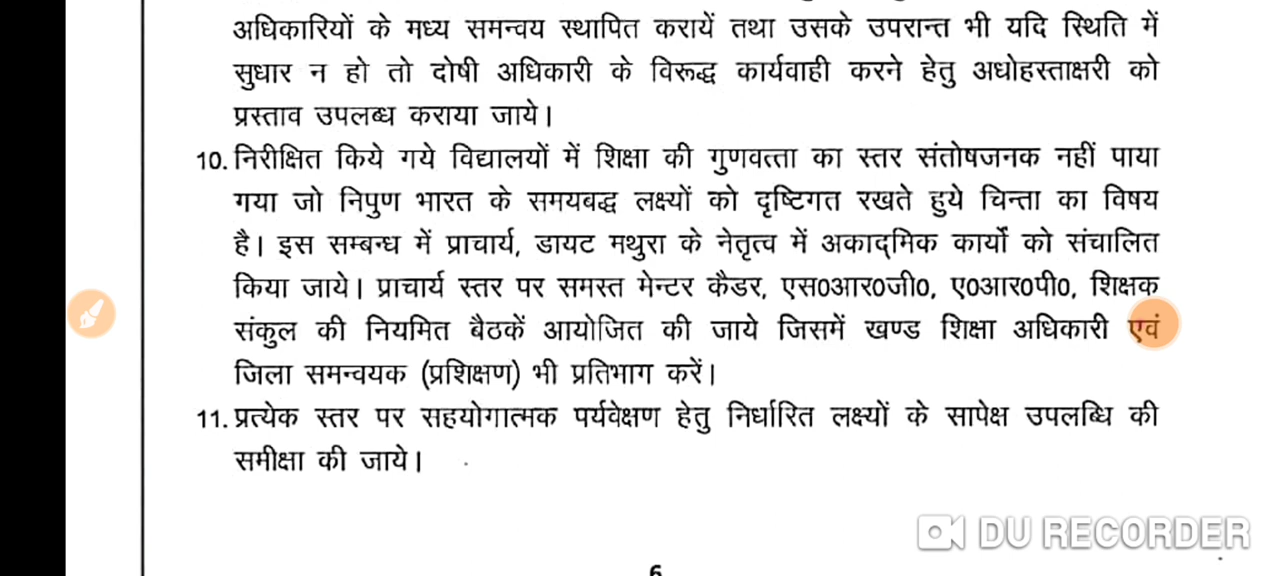 अधिकारियों के मध्य समन्वय स्थापित करायें तथा उसके उपरान्त भी यदि स्थिति में
सुधार न हो तो दोषी अधिकारी के विरूद्ध कार्यवाही करने हेतु अधोहस्ताक्षरी को
प्रस्ताव उपलब्ध कराया जाये।
10. निरीक्षित किये गये विद्यालयों में शिक्षा की गुणवत्ता का स्तर संतोषजनक नहीं पाया
गया जो निपुण भारत के समयबद्ध लक्ष्यों को दृष्टिगत रखते हुये चिन्ता का विषय
है। इस सम्बन्ध में प्राचार्य, डायट मथुरा के नेतृत्व में अकाद्मिक कार्यों को संचालित
किया जाये। प्राचार्य स्तर पर समस्त मेन्टर कैडर, एस0आर0जी0, ए0आर0पी0, शिक्षक
संकुल की नियमित बैठकें आयोजित की जाये जिसमें खण्ड शिक्षा अधिकारी एवं
जिला समन्वयक (प्रशिक्षण) भी प्रतिभाग करें।
11. प्रत्येक स्तर पर सहयोगात्मक पर्यवेक्षण हेतु निर्धारित लक्ष्यों के सापेक्ष उपलब्धि की
समीक्षा की जाये।
DU RECORDER
6